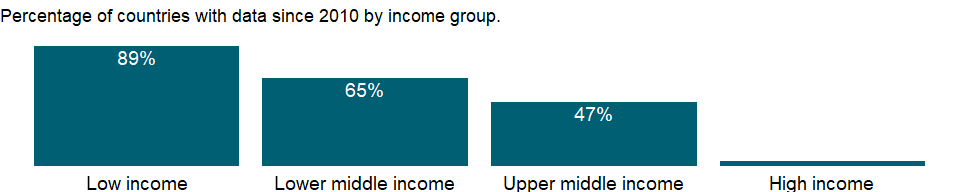 Percentage of countries with data since 2010 by income group.
89%
65%
47%
Low income
Lower middle income
Upper middle income
High income